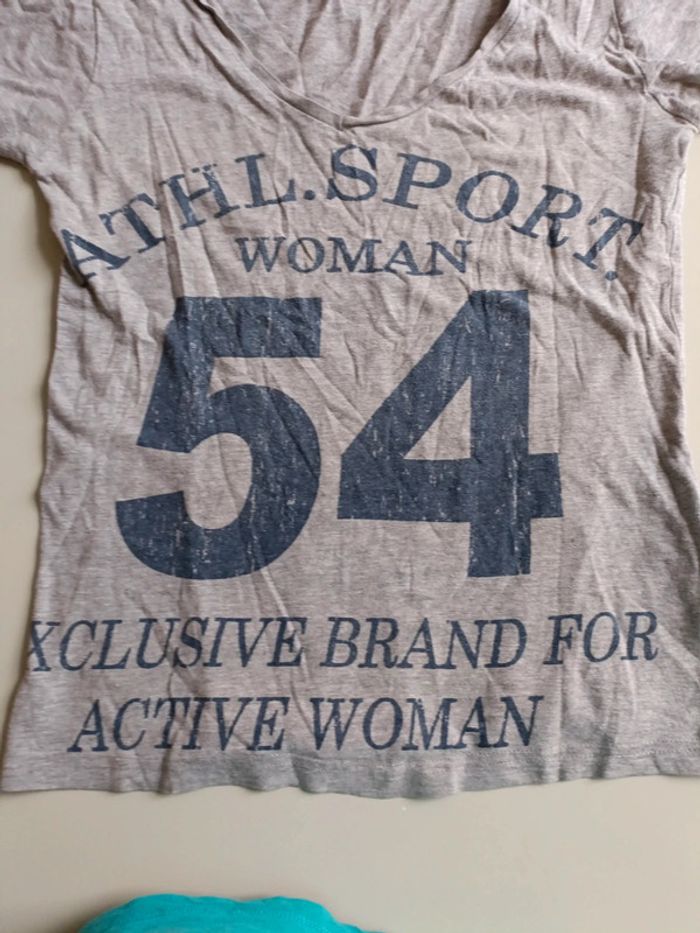 ATHL.SPORT.
WOMAN
54
XCLUSIVE BRAND FOR
ACTIVE WOMAN